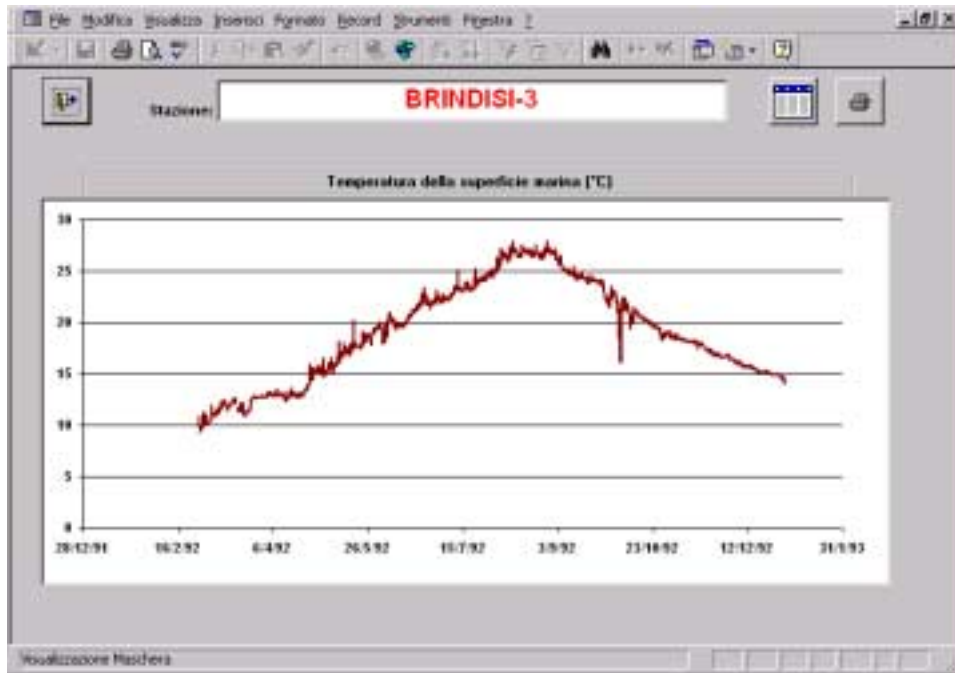 File Modifica Visualizza Inserisci Formato Record Strumenti Finestra ?
Stazione: BRINDISI-3
Temperatura della superficie marina [°C]
30
25
20
15
10
5
0
28/12/91 16/2/92 6/4/92 26/5/92 15/7/92 3/9/92 23/10/92 12/12/92 31/1/93
Visualizzazione Maschera